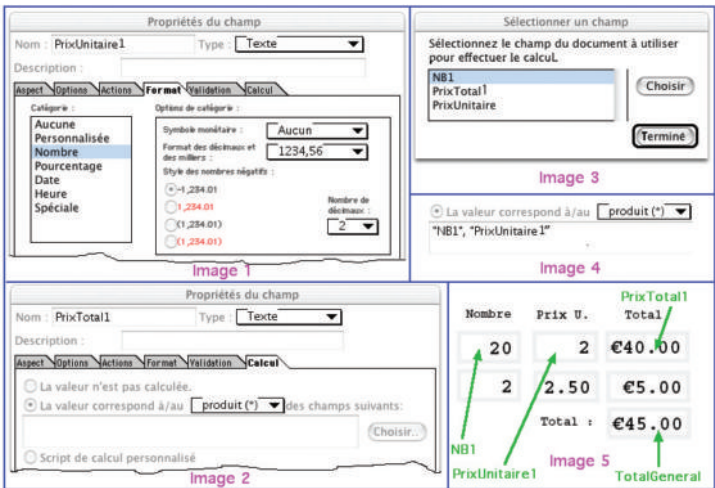 Propriétés du champ
Nom : PrixUnitaire1 Type : Texte
Description :
Aspect Options Actions Format Validation Calcul
Catégorie :
Aucune
Personnalisée
Nombre
Pourcentage
Date
Heure
Spéciale
Options de catégorie :
Symbole monétaire : Aucun
Format des décimaux et des milliers : 1234,56
Style des nombres négatifs :
-1,234.01
1,234.01
(1,234.01)
(1,234.01)
Nombre de décimaux :
2
Image 1
Sélectionner un champ
Sélectionnez le champ du document à utiliser
pour effectuer le calcul.
NB1
PrixTotal1
PrixUnitaire
Choisir
Terminé
Image 3
La valeur correspond à/au produit (*)
"NB1", "PrixUnitaire1"
Image 4
Propriétés du champ
Nom : PrixTotal1 Type : Texte
Description :
Aspect Options Actions Format Validation Calcul
La valeur n'est pas calculée.
La valeur correspond à/au produit (*) des champs suivants:
Choisir..
Script de calcul personnalisé
Image 2
PrixTotal1
Nombre Prix U. Total
20 2 €40.00
2 2.50 €5.00
Total : €45.00
NB1
PrixUnitaire1
Image 5
TotalGeneral